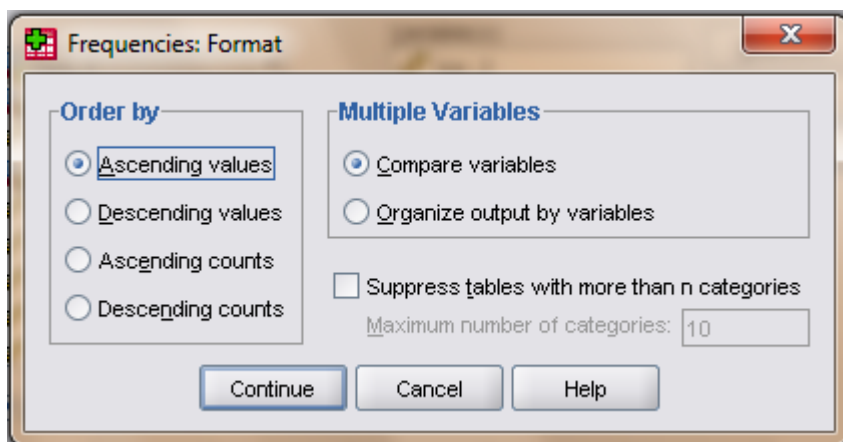 Frequencies: Format
Order by
Ascending values
Descending values
Ascending counts
Descending counts
Multiple Variables
Compare variables
Organize output by variables
Suppress tables with more than n categories
Maximum number of categories: 10
Continue Cancel Help